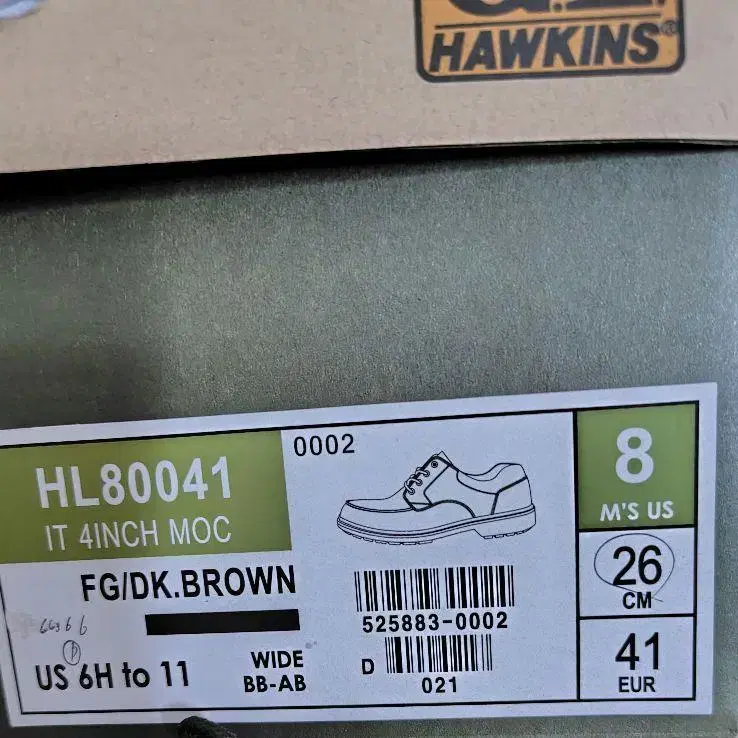 HAWKINS®
HL80041
IT 4INCH MOC
0002
8
M'S US
26
CM
41
EUR
FG/DK.BROWN
US 6H to 11
WIDE
BB-AB
525883-0002
D
021